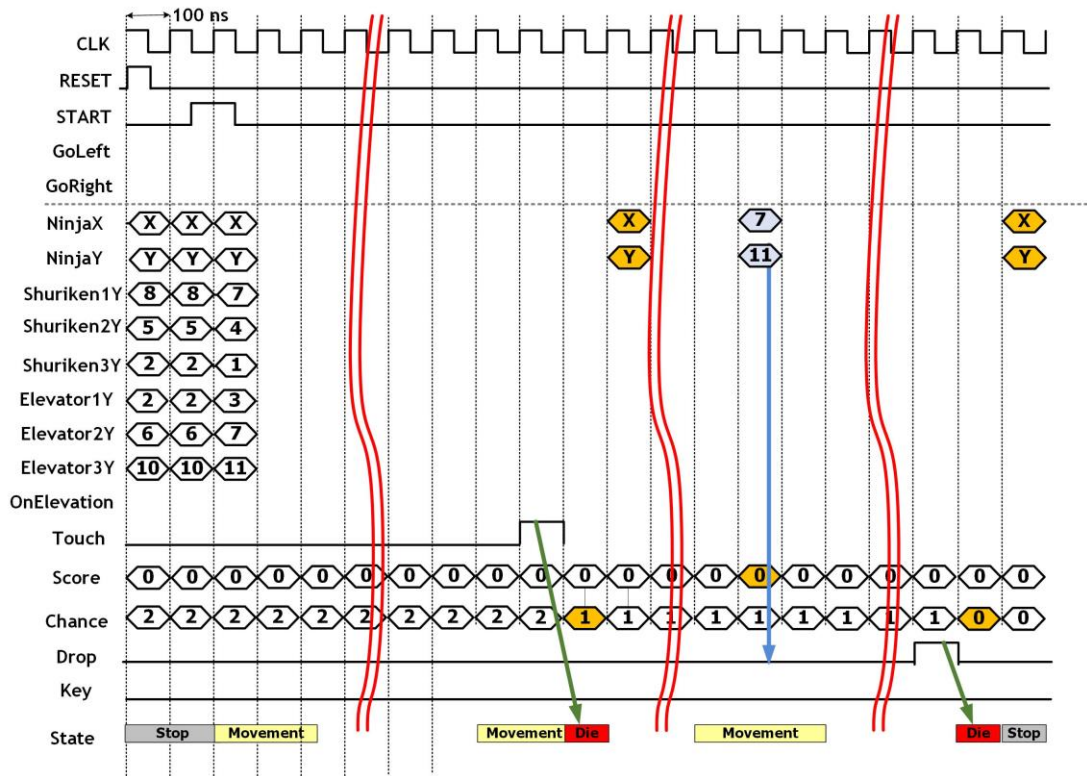 100 ns
CLK
RESET
START
GoLeft
GoRight
NinjaX X X X X 7 X
NinjaY Y Y Y Y 11 Y
Shuriken1Y 8 8 7
Shuriken2Y 5 5 4
Shuriken3Y 2 2 1
Elevator1Y 2 2 3
Elevator2Y 6 6 7
Elevator3Y 10 10 11
OnElevation
Touch
Score 0 0 0 0 0 0 0 0 0 0 0 0 0 0 0 0 0 0 0 0 0
Chance 2 2 2 2 2 2 2 2 2 2 1 1 1 1 1 1 1 1 1 0 0
Drop
Key
State Stop Movement Movement Die Movement Die Stop